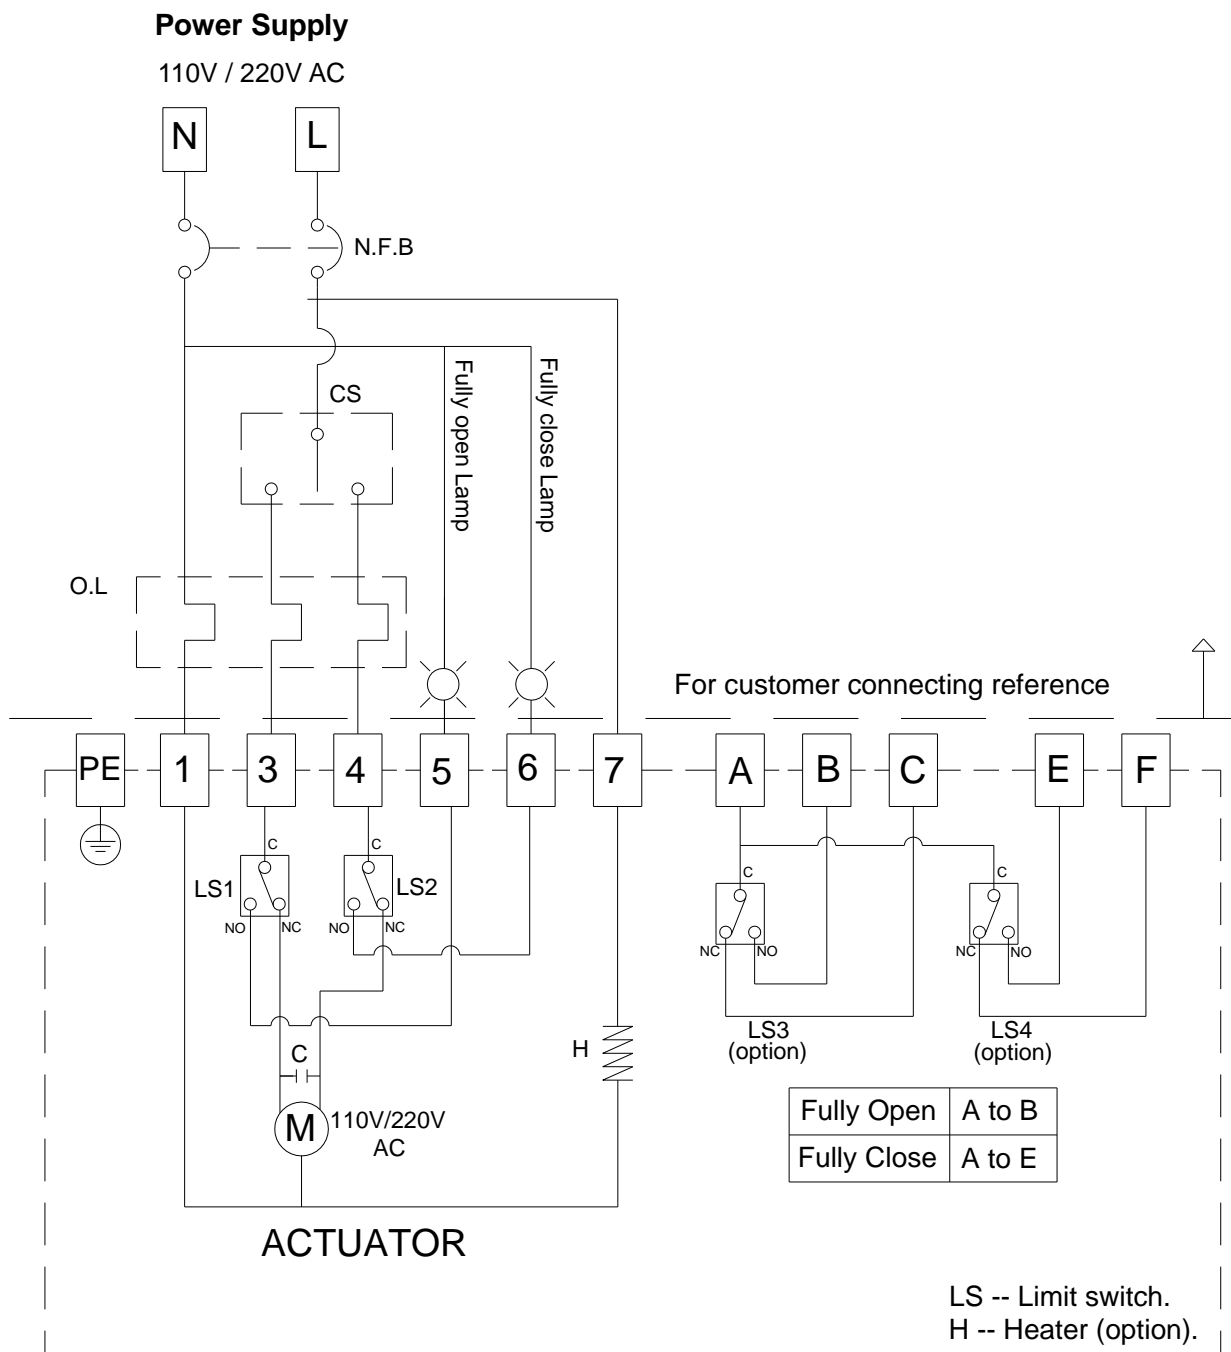 Power Supply
110V / 220V AC
N
L
N.F.B
CS
Fully open Lamp
Fully close Lamp
O.L
For customer connecting reference
PE
1
3
4
5
6
7
A
B
C
E
F
C
C
LS1
LS2
NO
NC
NO
NC
C
C
NC
NO
NC
NO
LS3
(option)
LS4
(option)
C
H
M
110V/220V
AC
Fully Open A to B
Fully Close A to E
ACTUATOR
LS -- Limit switch.
H -- Heater (option).